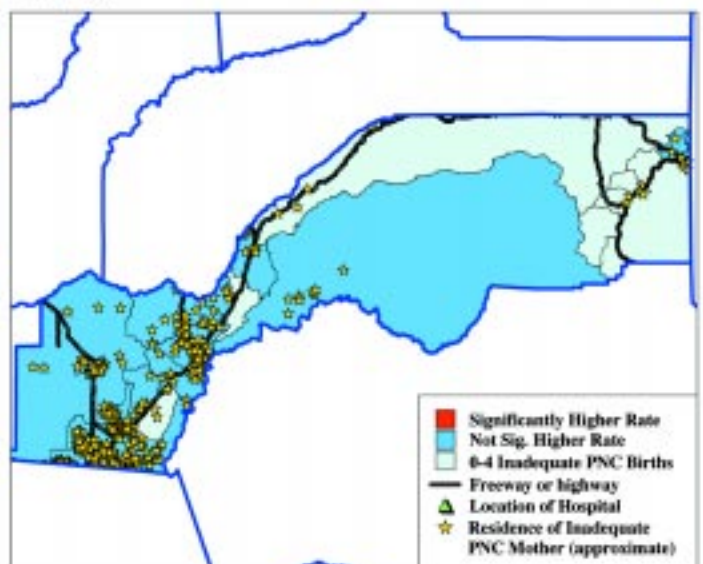 Significantly Higher Rate
Not Sig. Higher Rate
0-4 Inadequate PNC Births
Freeway or highway
Location of Hospital
Residence of Inadequate
PNC Mother (approximate)